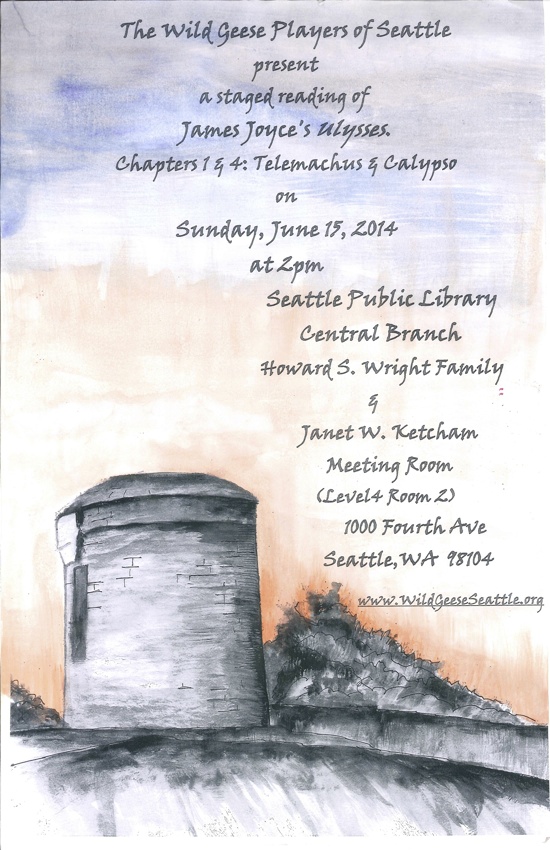 The Wild Geese Players of Seattle
present
a staged reading of
James Joyce's Ulysses.
Chapters 1 & 4: Telemachus & Calypso
on
Sunday, June 15, 2014
at 2pm
Seattle Public Library
Central Branch
Howard S. Wright Family
&
Janet W. Ketcham
Meeting Room
(Level4 Room 2)
1000 Fourth Ave
Seattle,WA 98104
www.WildGeeseSeattle.org